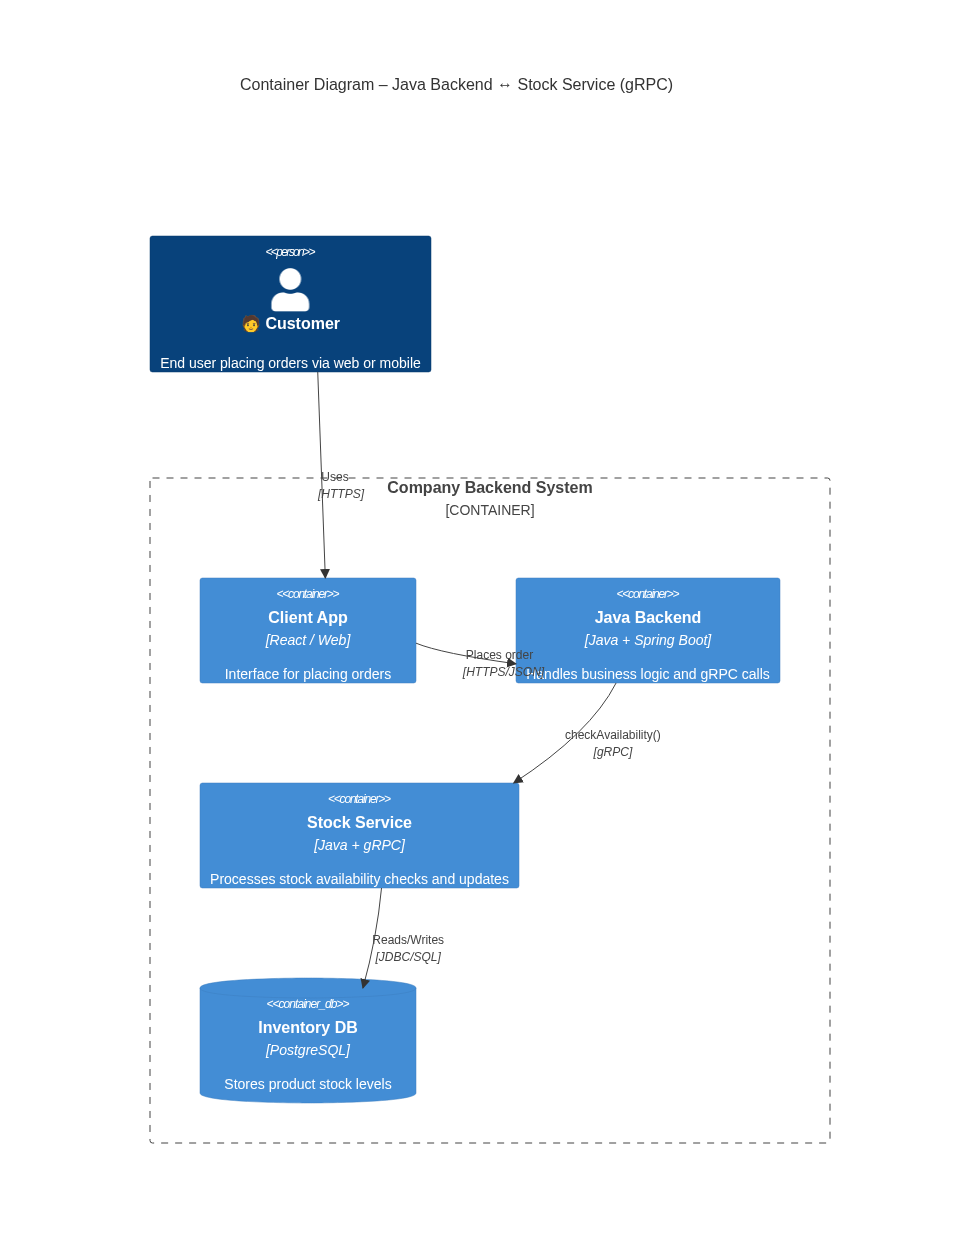 Container Diagram – Java Backend ↔ Stock Service (gRPC)
<<person>>
🧑 Customer
End user placing orders via web or mobile
Uses
[HTTPS]
Company Backend System
[CONTAINER]
<<container>>
Client App
[React / Web]
Interface for placing orders
Places order
[HTTPS/JSON]
<<container>>
Java Backend
[Java + Spring Boot]
Handles business logic and gRPC calls
checkAvailability()
[gRPC]
<<container>>
Stock Service
[Java + gRPC]
Processes stock availability checks and updates
Reads/Writes
[JDBC/SQL]
<<container_db>>
Inventory DB
[PostgreSQL]
Stores product stock levels